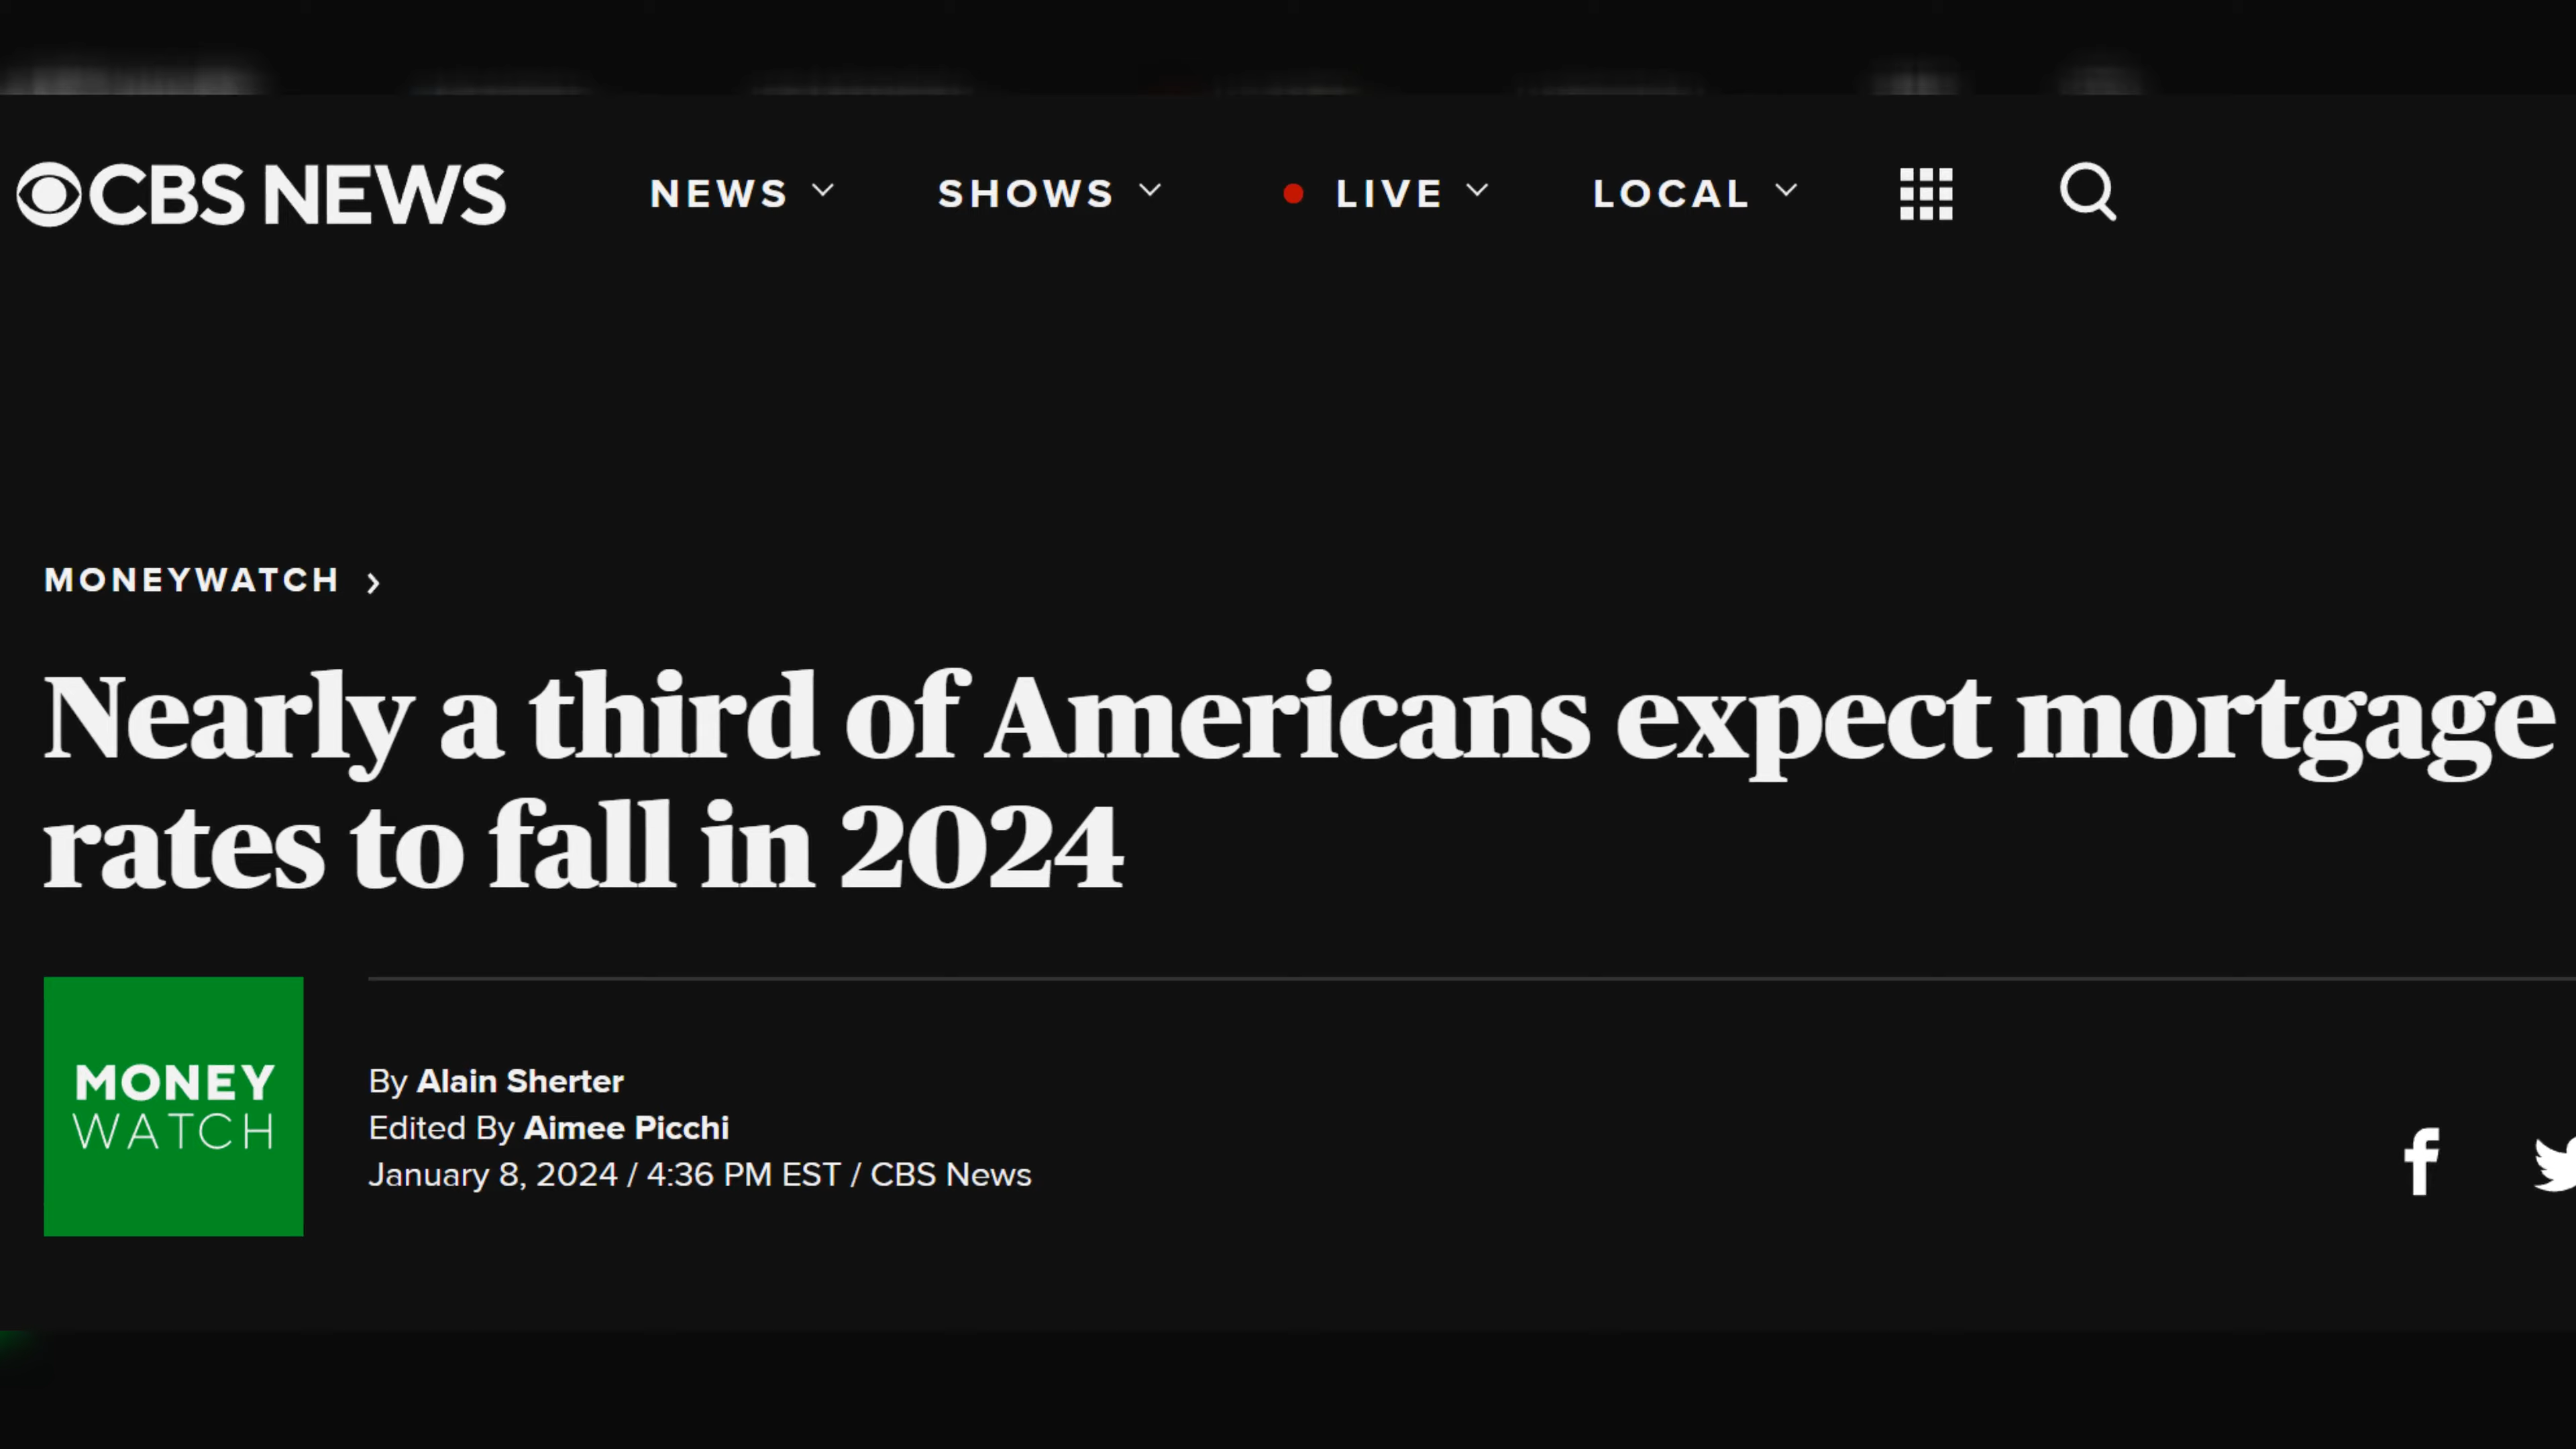 CBS NEWS
NEWS
SHOWS
LIVE
LOCAL
MONEYWATCH
Nearly a third of Americans expect mortgage
rates to fall in 2024
MONEY
WATCH
By Alain Sherter
Edited By Aimee Picchi
January 8, 2024 / 4:36 PM EST / CBS News